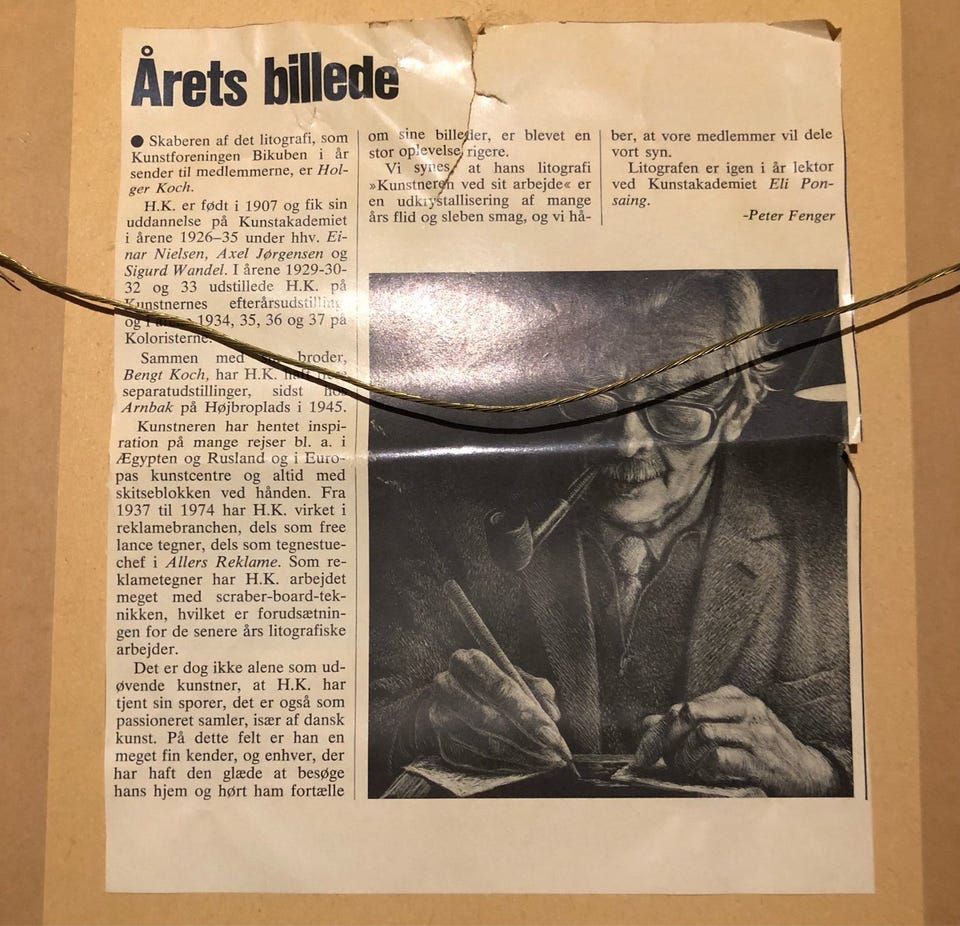 Årets billede
● Skaberen af det litografi, som
Kunstforeningen Bikuben i år
sender til medlemmerne, er Hol-
ger Koch.
H.K. er født i 1907 og fik sin
uddannelse på Kunstakademiet
i årene 1926–35 under hhv. Ei-
nar Nielsen, Axel Jørgensen og
Sigurd Wandel. I årene 1929-30-
32 og 33 udstillede H.K. på
Kunstnernes efterårsudstilling
og i 1934, 35, 36 og 37 på
Koloristerne.
Sammen med broder,
Bengt Koch, har H.K.
separatudstillinger, sidst hos
Arnbak på Højbroplads i 1945.
Kunstneren har hentet inspi-
ration på mange rejser bl. a. i
Ægypten og Rusland og i Euro-
pas kunstcentre og altid med
skitseblokken ved hånden. Fra
1937 til 1974 har H.K. virket i
reklamebranchen, dels som free
lance tegner, dels som tegnestue-
chef i Allers Reklame. Som re-
klametegner har H.K. arbejdet
meget med scraber-board-tek-
nikken, hvilket er forudsætnin-
gen for de senere års litografiske
arbejder.
Det er dog ikke alene som ud-
øvende kunstner, at H.K. har
tjent sin sporer, det er også som
passioneret samler, især af dansk
kunst. På dette felt er han en
meget fin kender, og enhver, der
har haft den glæde at besøge
hans hjem og hørt ham fortælle
om sine billeder, er blevet en
stor oplevelse rigere.
Vi synes, at hans litografi
»Kunstneren ved sit arbejde« er
en udkrystallisering af mange
års flid og sleben smag, og vi hå-
ber, at vore medlemmer vil dele
vort syn.
Litografen er igen i år lektor
ved Kunstakademiet Eli Pon-
saing.
-Peter Fenger